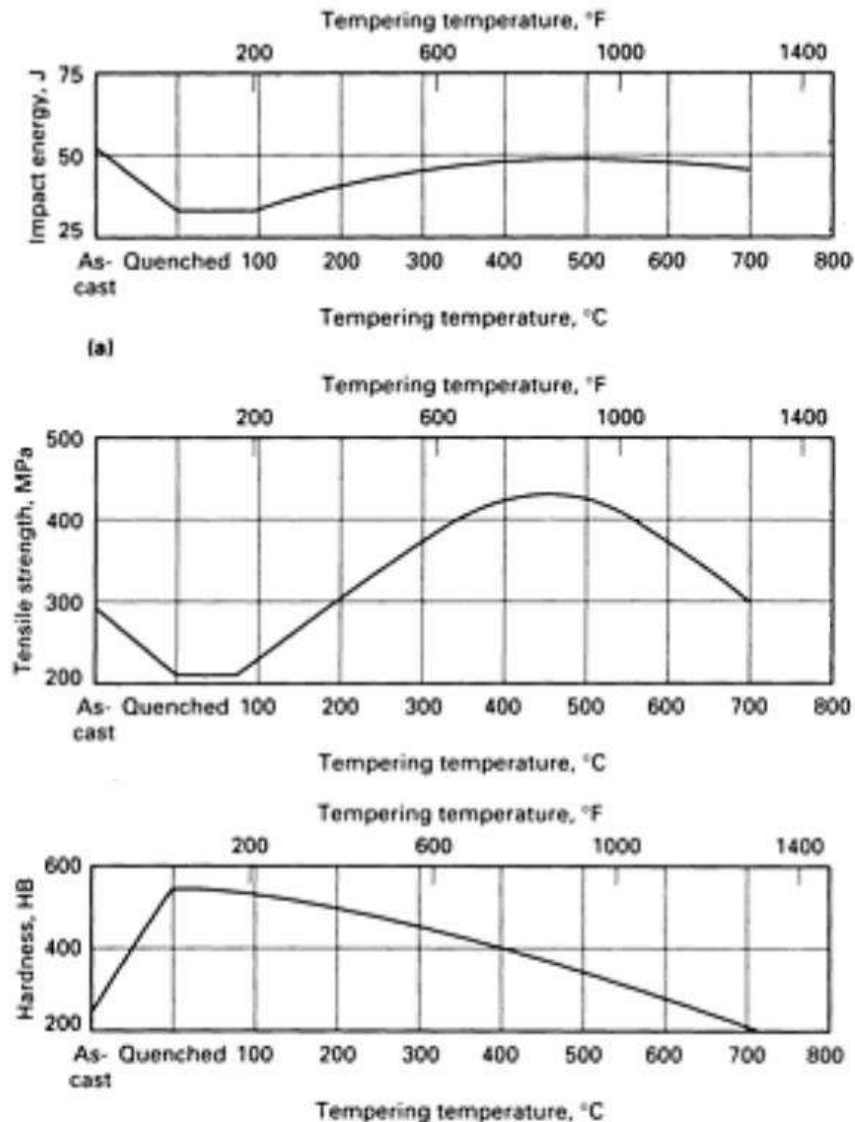 Tempering temperature, °F
200 600 1000 1400
75
50
25
Impact energy, J
As-cast Quenched 100 200 300 400 500 600 700 800
Tempering temperature, °C
(a)
Tempering temperature, °F
200 600 1000 1400
500
400
300
200
Tensile strength, MPa
As-cast Quenched 100 200 300 400 500 600 700 800
Tempering temperature, °C
Tempering temperature, °F
200 600 1000 1400
600
400
200
Hardness, HB
As-cast Quenched 100 200 300 400 500 600 700 800
Tempering temperature, °C